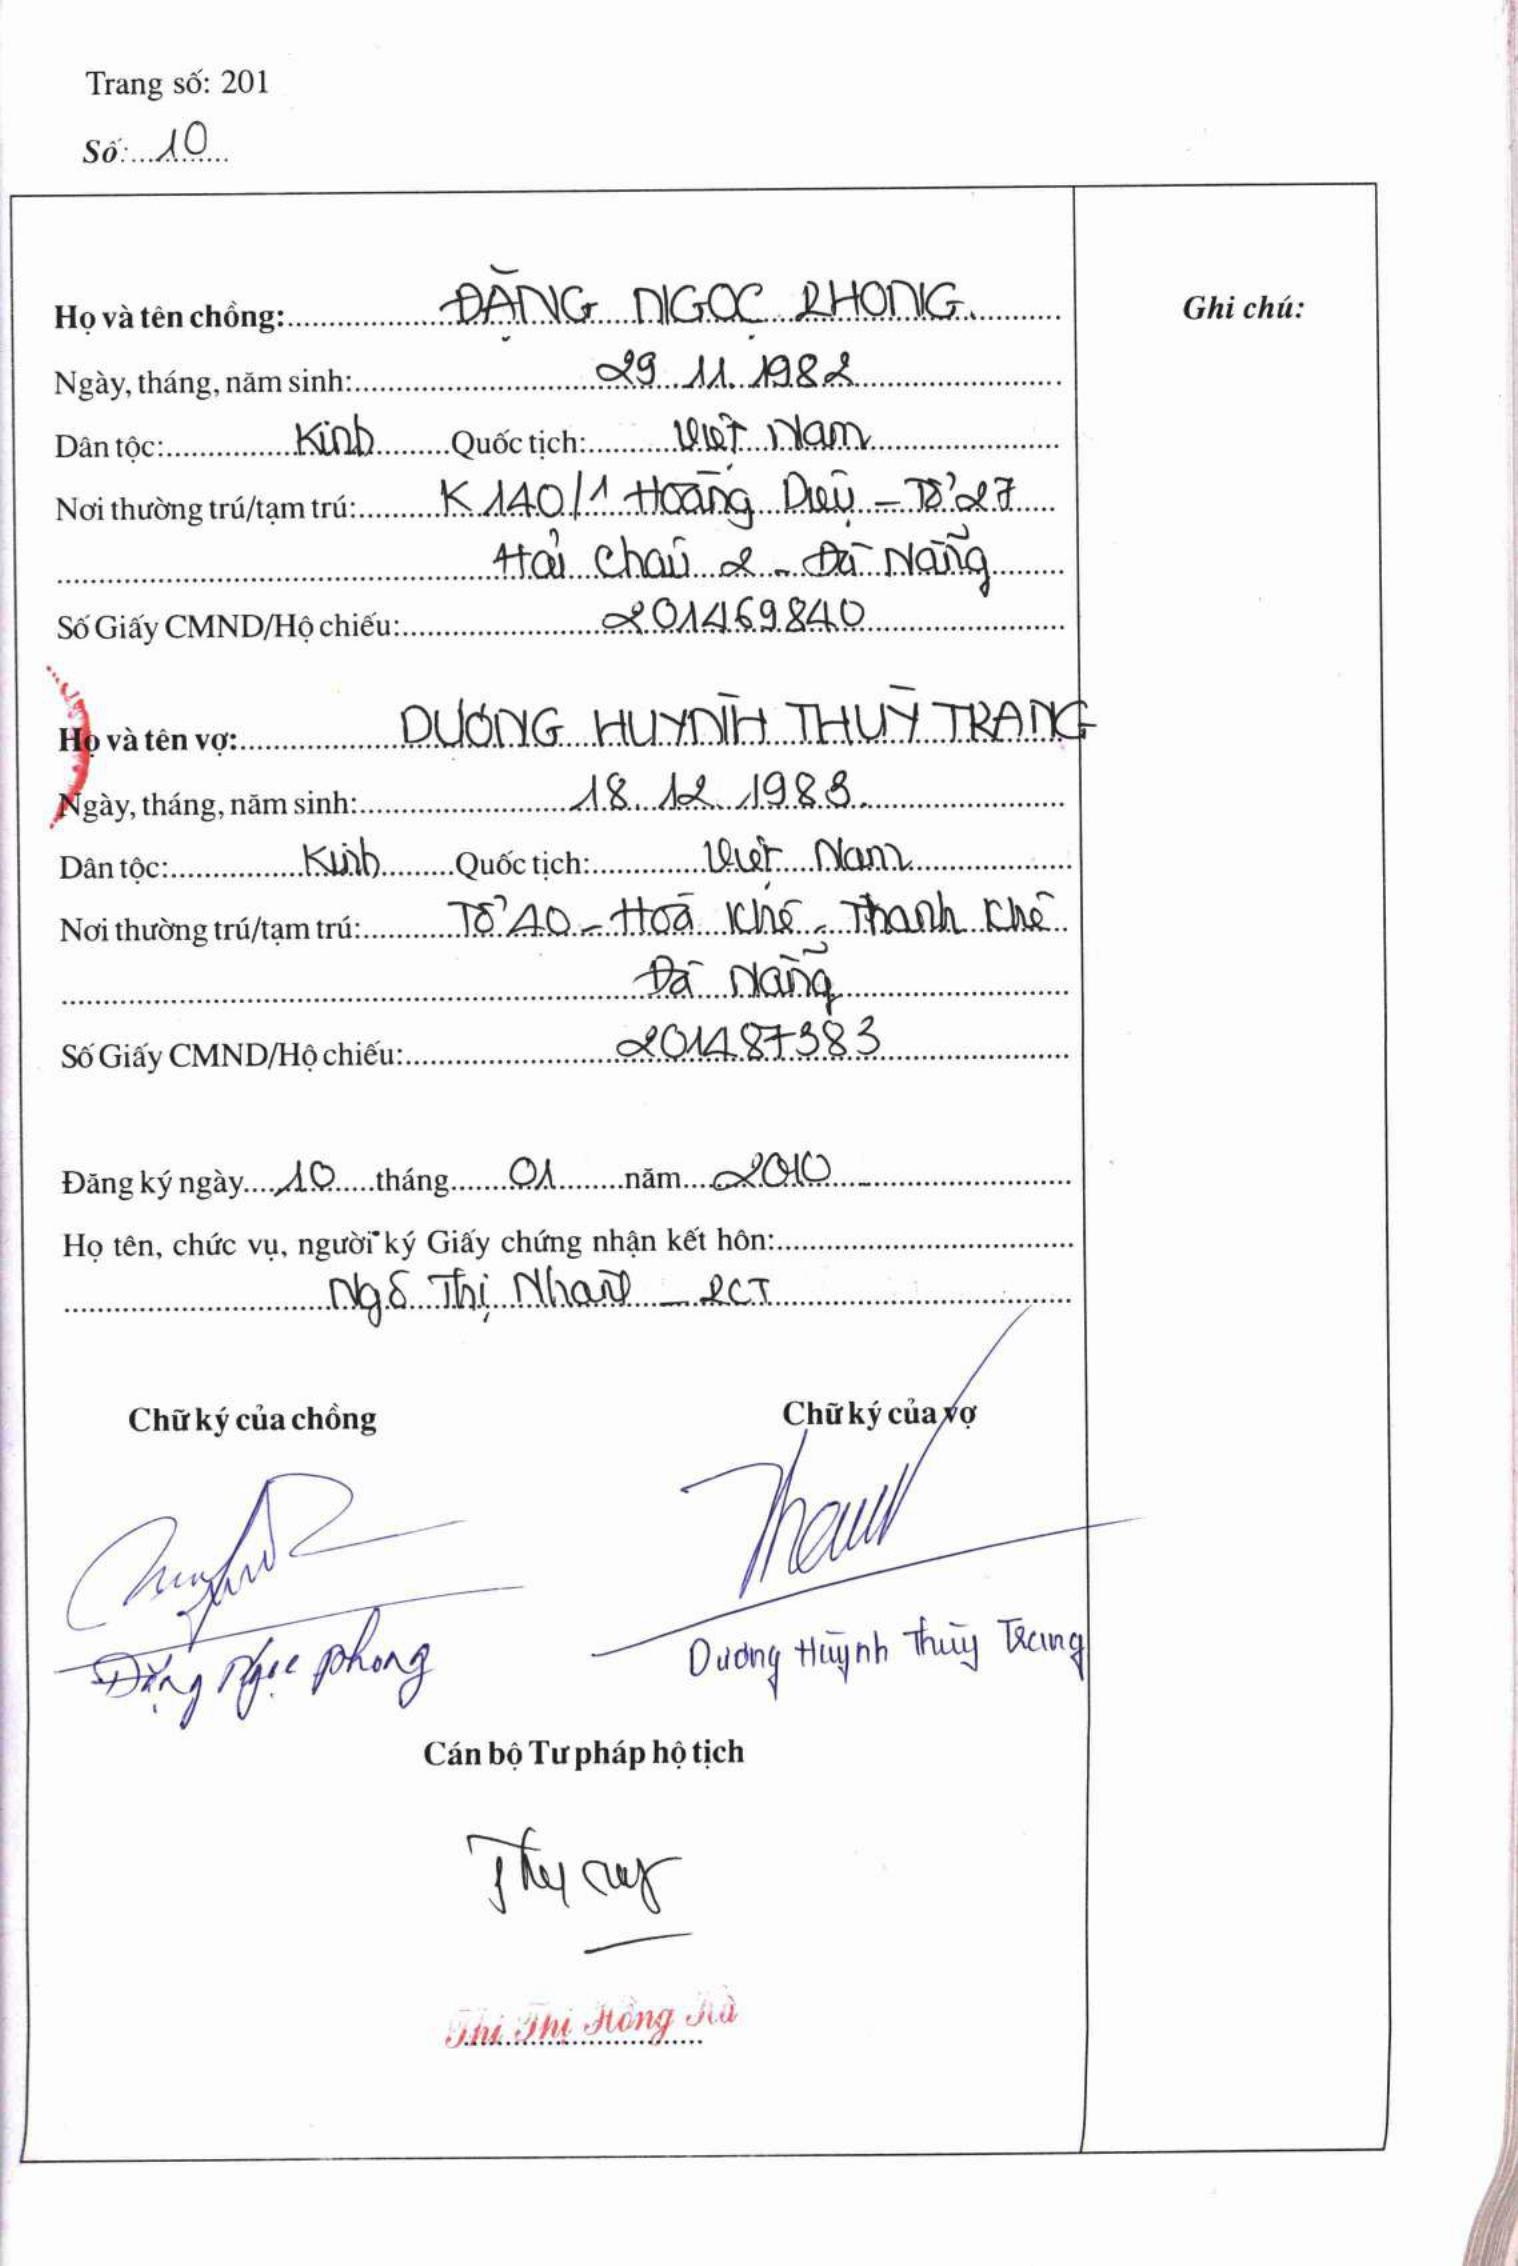 Trang số: 201
Số: 10
Họ và tên chồng: ĐẶNG NGỌC PHONG
Ghi chú:
Ngày, tháng, năm sinh: 29.11.1982
Dân tộc: Kinh Quốc tịch: Việt Nam
Nơi thường trú/tạm trú: K140/1 Hoàng Diệu - Tổ 27
Hải Châu 2 - Đà Nẵng
Số Giấy CMND/Hộ chiếu: 201469840
Họ và tên vợ: DƯƠNG HUỲNH THUỲ TRANG
Ngày, tháng, năm sinh: 18.12.1983
Dân tộc: Kinh Quốc tịch: Việt Nam
Nơi thường trú/tạm trú: Tổ 40 - Hoà Khê - Thanh Khê
Đà Nẵng
Số Giấy CMND/Hộ chiếu: 201487383
Đăng ký ngày 10 tháng 01 năm 2010
Họ tên, chức vụ, người ký Giấy chứng nhận kết hôn:
Ngô Thị Nhành - PCT
Chữ ký của chồng Chữ ký của vợ
Đặng Ngọc Phong Dương Huỳnh Thuỳ Trang
Cán bộ Tư pháp hộ tịch
Thi Thị Hồng Hà